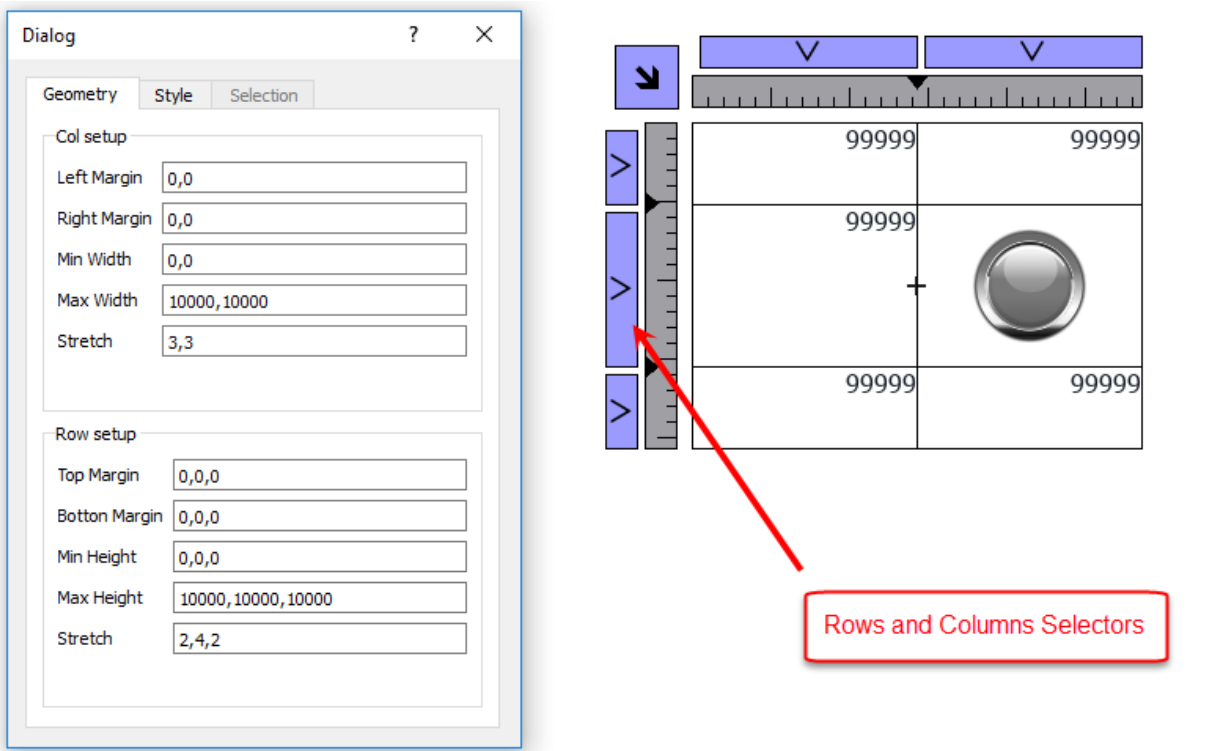 Dialog
?
Geometry Style Selection
Col setup
Left Margin 0,0
Right Margin 0,0
Min Width 0,0
Max Width 10000,10000
Stretch 3,3
Row setup
Top Margin 0,0,0
Botton Margin 0,0,0
Min Height 0,0,0
Max Height 10000,10000,10000
Stretch 2,4,2
99999 99999
99999
99999 99999
Rows and Columns Selectors